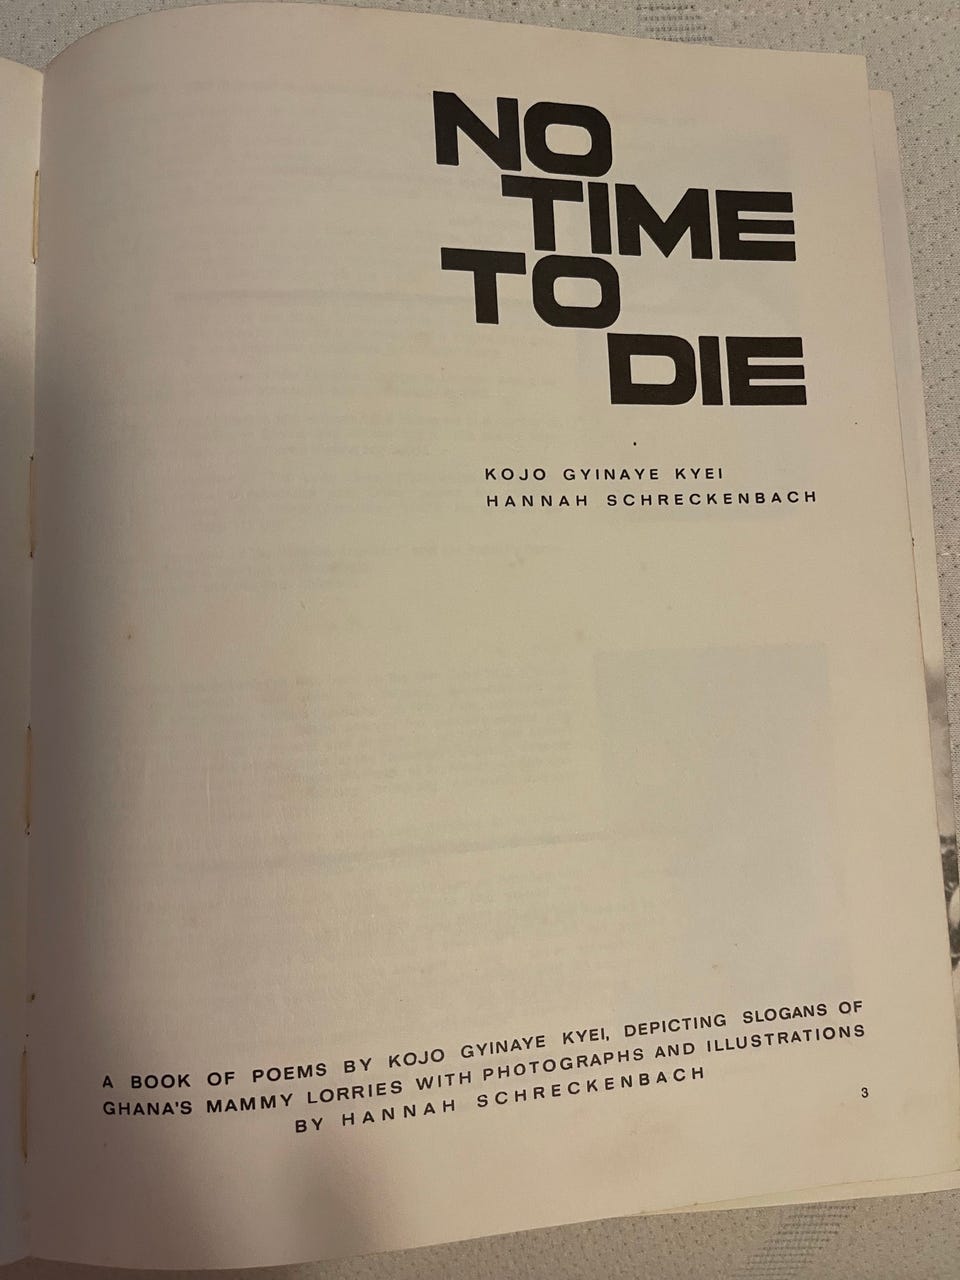 NO
TIME
TO
DIE
KOJO GYINAYE KYEI
HANNAH SCHRECKENBACH
A BOOK OF POEMS BY KOJO GYINAYE KYEI, DEPICTING SLOGANS OF
GHANA'S MAMMY LORRIES WITH PHOTOGRAPHS AND ILLUSTRATIONS
BY HANNAH SCHRECKENBACH
3